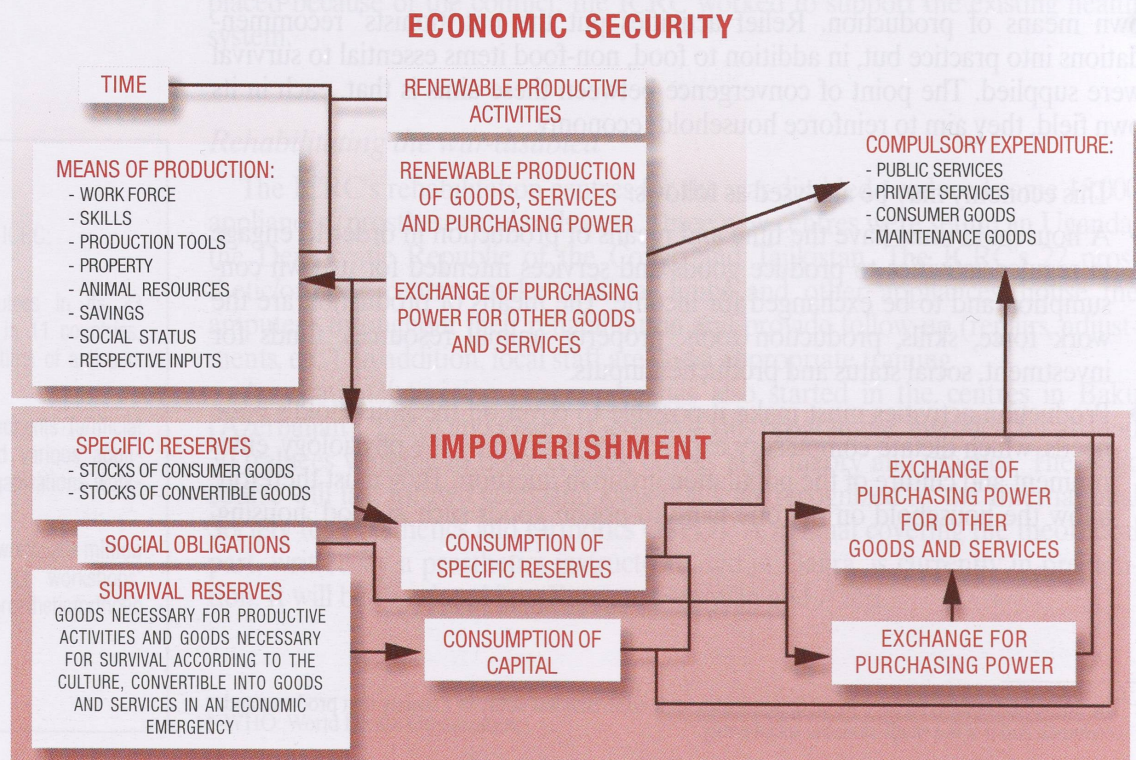 ECONOMIC SECURITY
TIME
RENEWABLE PRODUCTIVE
ACTIVITIES
MEANS OF PRODUCTION:
- WORK FORCE
- SKILLS
- PRODUCTION TOOLS
- PROPERTY
- ANIMAL RESOURCES
- SAVINGS
- SOCIAL STATUS
- RESPECTIVE INPUTS
RENEWABLE PRODUCTION
OF GOODS, SERVICES
AND PURCHASING POWER
EXCHANGE OF PURCHASING
POWER FOR OTHER GOODS
AND SERVICES
COMPULSORY EXPENDITURE:
- PUBLIC SERVICES
- PRIVATE SERVICES
- CONSUMER GOODS
- MAINTENANCE GOODS
IMPOVERISHMENT
SPECIFIC RESERVES
- STOCKS OF CONSUMER GOODS
- STOCKS OF CONVERTIBLE GOODS
SOCIAL OBLIGATIONS
SURVIVAL RESERVES
GOODS NECESSARY FOR PRODUCTIVE
ACTIVITIES AND GOODS NECESSARY
FOR SURVIVAL ACCORDING TO THE
CULTURE, CONVERTIBLE INTO GOODS
AND SERVICES IN AN ECONOMIC
EMERGENCY
CONSUMPTION OF
SPECIFIC RESERVES
CONSUMPTION OF
CAPITAL
EXCHANGE OF
PURCHASING POWER
FOR OTHER
GOODS AND SERVICES
EXCHANGE FOR
PURCHASING POWER